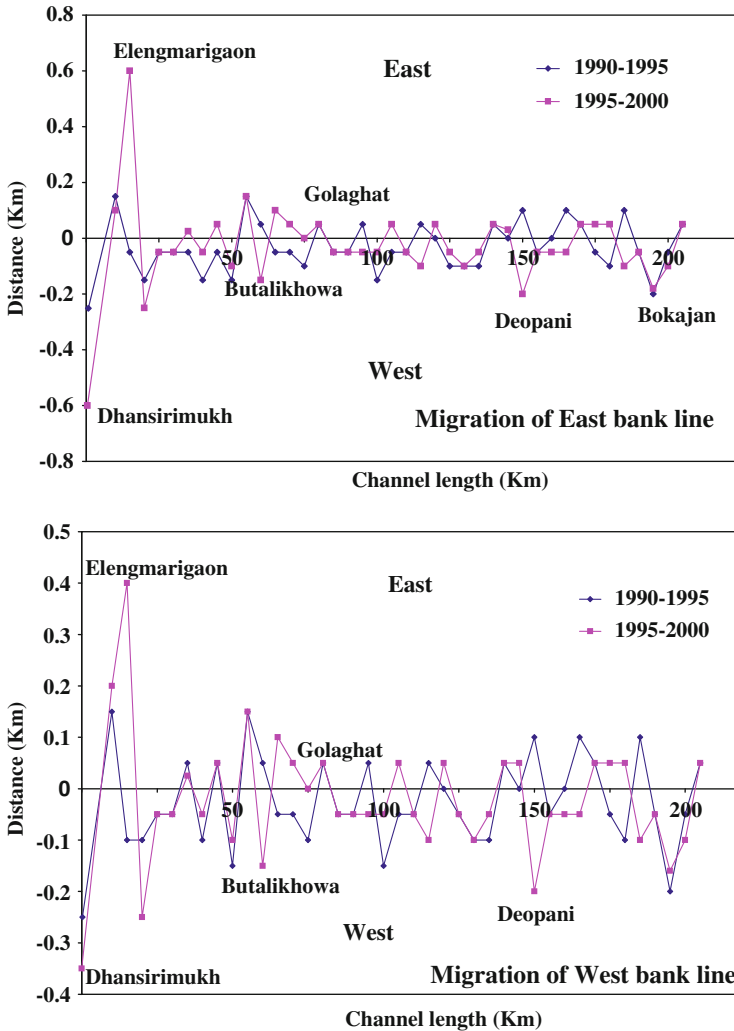 0.8
Elengmarigaon
East
1990-1995
1995-2000
0.6
0.4
0.2
Golaghat
0
50
100
150
200
Butalikhowa
Deopani
Bokajan
-0.2
West
-0.4
-0.6
Dhansirimukh
Migration of East bank line
-0.8
Distance (Km)
Channel length (Km)
0.5
Elengmarigaon
East
1990-1995
1995-2000
0.4
0.3
0.2
0.1
Golaghat
0
50
100
150
200
-0.1
Butalikhowa
Deopani
-0.2
West
-0.3
Dhansirimukh
Migration of West bank line
-0.4
Distance (Km)
Channel length (Km)